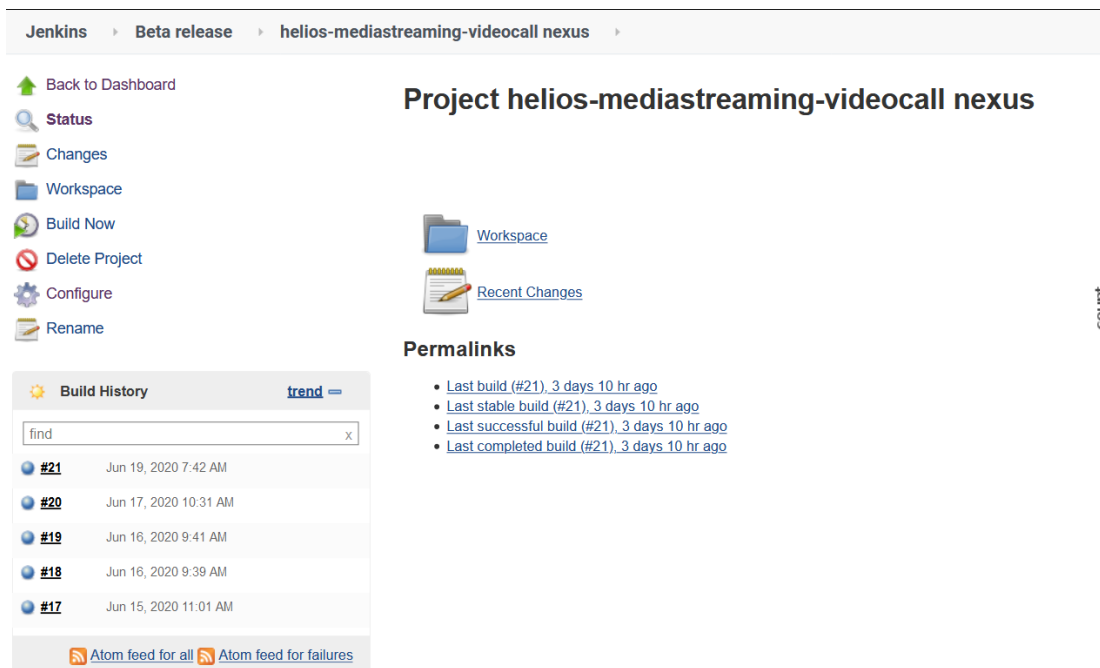 Jenkins Beta release helios-mediastreaming-videocall nexus
Back to Dashboard
Status
Changes
Workspace
Build Now
Delete Project
Configure
Rename
Build History trend
find x
#21 Jun 19, 2020 7:42 AM
#20 Jun 17, 2020 10:31 AM
#19 Jun 16, 2020 9:41 AM
#18 Jun 16, 2020 9:39 AM
#17 Jun 15, 2020 11:01 AM
Atom feed for all Atom feed for failures
Project helios-mediastreaming-videocall nexus
Workspace
Recent Changes
Permalinks
Last build (#21), 3 days 10 hr ago
Last stable build (#21), 3 days 10 hr ago
Last successful build (#21), 3 days 10 hr ago
Last completed build (#21), 3 days 10 hr ago
count